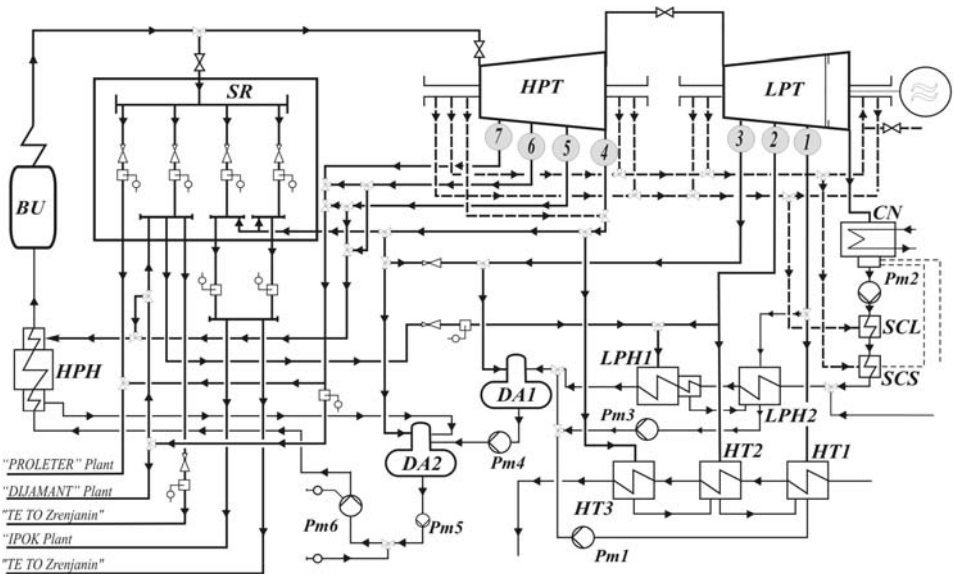 SR
HPT
LPT
7
6
5
4
3
2
1
BU
CN
Pm2
SCL
SCS
HPH
LPH1
LPH2
DA1
Pm3
Pm4
DA2
HT2
HT1
HT3
Pm6
Pm5
Pm1
"PROLETER" Plant
"DIJAMANT" Plant
"TE TO Zrenjanin"
"IPOK Plant
"TE TO Zrenjanin"